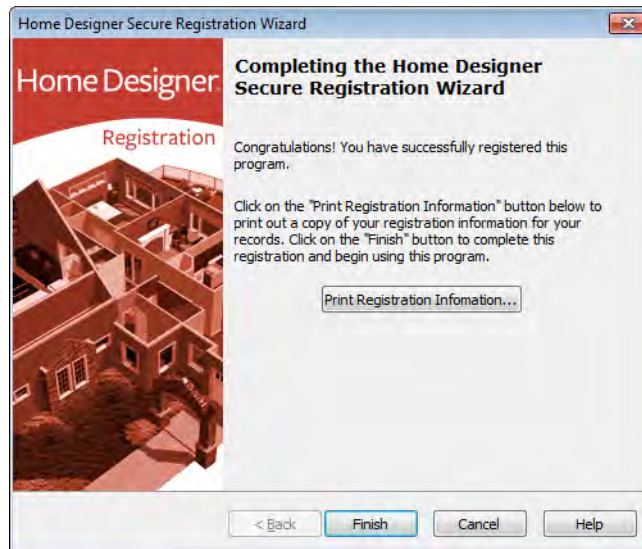 Home Designer Secure Registration Wizard
Home Designer
Registration
Completing the Home Designer
Secure Registration Wizard
Congratulations! You have successfully registered this
program.
Click on the "Print Registration Information" button below to
print out a copy of your registration information for your
records. Click on the "Finish" button to complete this
registration and begin using this program.
Print Registration Infomation...
< Back
Finish
Cancel
Help